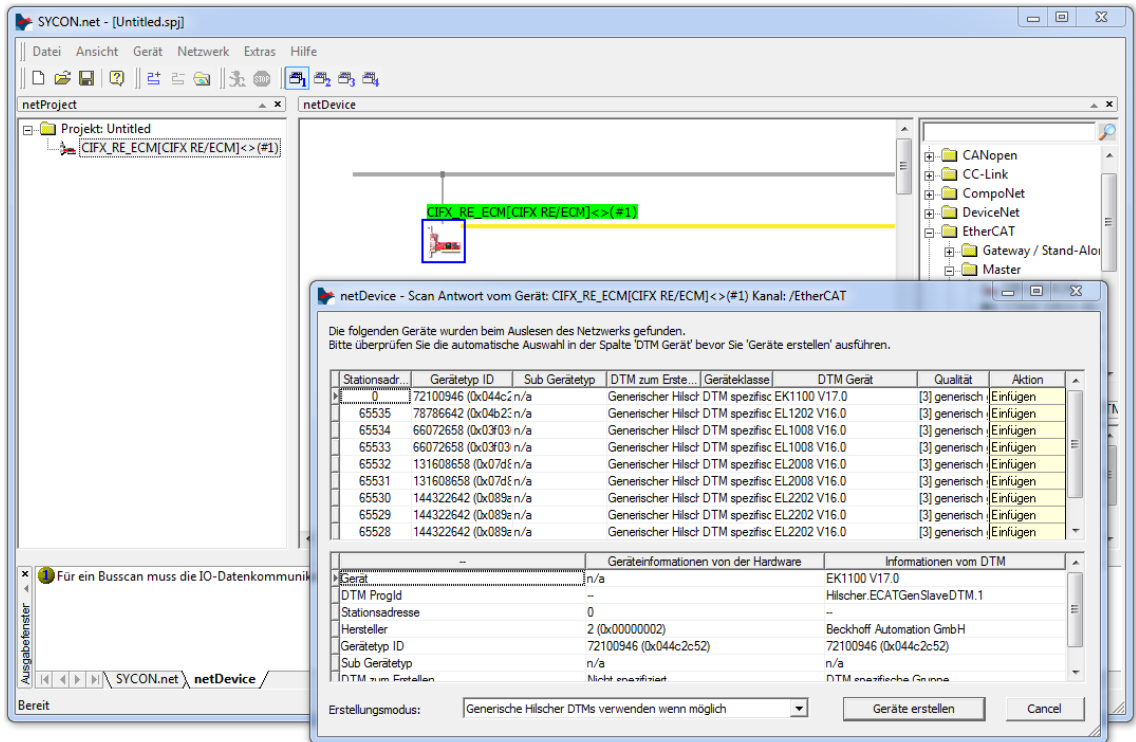 SYCON.net - [Untitled.spj]
Datei Ansicht Gerät Netzwerk Extras Hilfe
netProject
netDevice
Projekt: Untitled
CIFX_RE_ECM[CIFX RE/ECM]<>(#1)
CIFX_RE_ECM[CIFX RE/ECM]<>(#1)
CANopen
CC-Link
CompoNet
DeviceNet
EtherCAT
Gateway / Stand-Alo
Master
netDevice - Scan Antwort vom Gerät: CIFX_RE_ECM[CIFX RE/ECM]<>(#1) Kanal: /EtherCAT
Die folgenden Geräte wurden beim Auslesen des Netzwerks gefunden.
Bitte überprüfen Sie die automatische Auswahl in der Spalte 'DTM Gerät' bevor Sie 'Geräte erstellen' ausführen.
Stationsadr... Gerätetyp ID Sub Gerätetyp DTM zum Erste... Geräteklasse DTM Gerät Qualität Aktion
0 72100946 (0x044c2 n/a Generischer Hilsch DTM spezifisc EK1100 V17.0 [3] generisch Einfügen
65535 78786642 (0x04b23 n/a Generischer Hilsch DTM spezifisc EL1202 V16.0 [3] generisch Einfügen
65534 66072658 (0x03f03 n/a Generischer Hilsch DTM spezifisc EL1008 V16.0 [3] generisch Einfügen
65533 66072658 (0x03f03 n/a Generischer Hilsch DTM spezifisc EL1008 V16.0 [3] generisch Einfügen
65532 131608658 (0x07d8 n/a Generischer Hilsch DTM spezifisc EL2008 V16.0 [3] generisch Einfügen
65531 131608658 (0x07d8 n/a Generischer Hilsch DTM spezifisc EL2008 V16.0 [3] generisch Einfügen
65530 144322642 (0x089a n/a Generischer Hilsch DTM spezifisc EL2202 V16.0 [3] generisch Einfügen
65529 144322642 (0x089a n/a Generischer Hilsch DTM spezifisc EL2202 V16.0 [3] generisch Einfügen
65528 144322642 (0x089a n/a Generischer Hilsch DTM spezifisc EL2202 V16.0 [3] generisch Einfügen
-- Geräteinformationen von der Hardware Informationen vom DTM
Gerät n/a EK1100 V17.0
DTM ProgId -- Hilscher.ECATGenSlaveDTM.1
Stationsadresse 0 --
Hersteller 2 (0x00000002) Beckhoff Automation GmbH
Gerätetyp ID 72100946 (0x044c2c52) 72100946 (0x044c2c52)
Sub Gerätetyp n/a n/a
DTM zum Erstellen Nicht spezifiziert DTM spezifische Gruppe
Erstellungsmodus: Generische Hilscher DTMs verwenden wenn möglich Geräte erstellen Cancel
1 Für ein Busscan muss die IO-Datenkommunik
Ausgabefenster
SYCON.net netDevice
Bereit